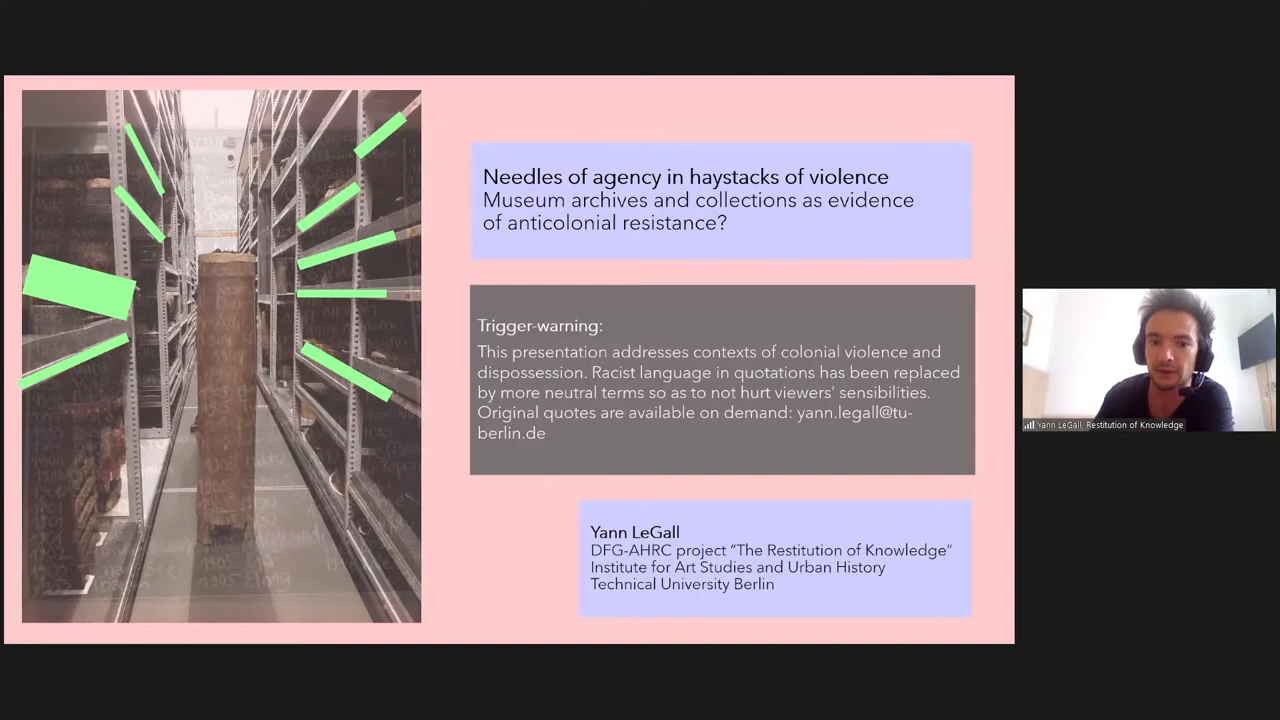 Needles of agency in haystacks of violence
Museum archives and collections as evidence
of anticolonial resistance?
Trigger-warning:
This presentation addresses contexts of colonial violence and
dispossession. Racist language in quotations has been replaced
by more neutral terms so as to not hurt viewers’ sensibilities.
Original quotes are available on demand: yann.legall@tu-
berlin.de
Yann LeGall
DFG-AHRC project “The Restitution of Knowledge”
Institute for Art Studies and Urban History
Technical University Berlin
Yann LeGall, Restitution of Knowledge